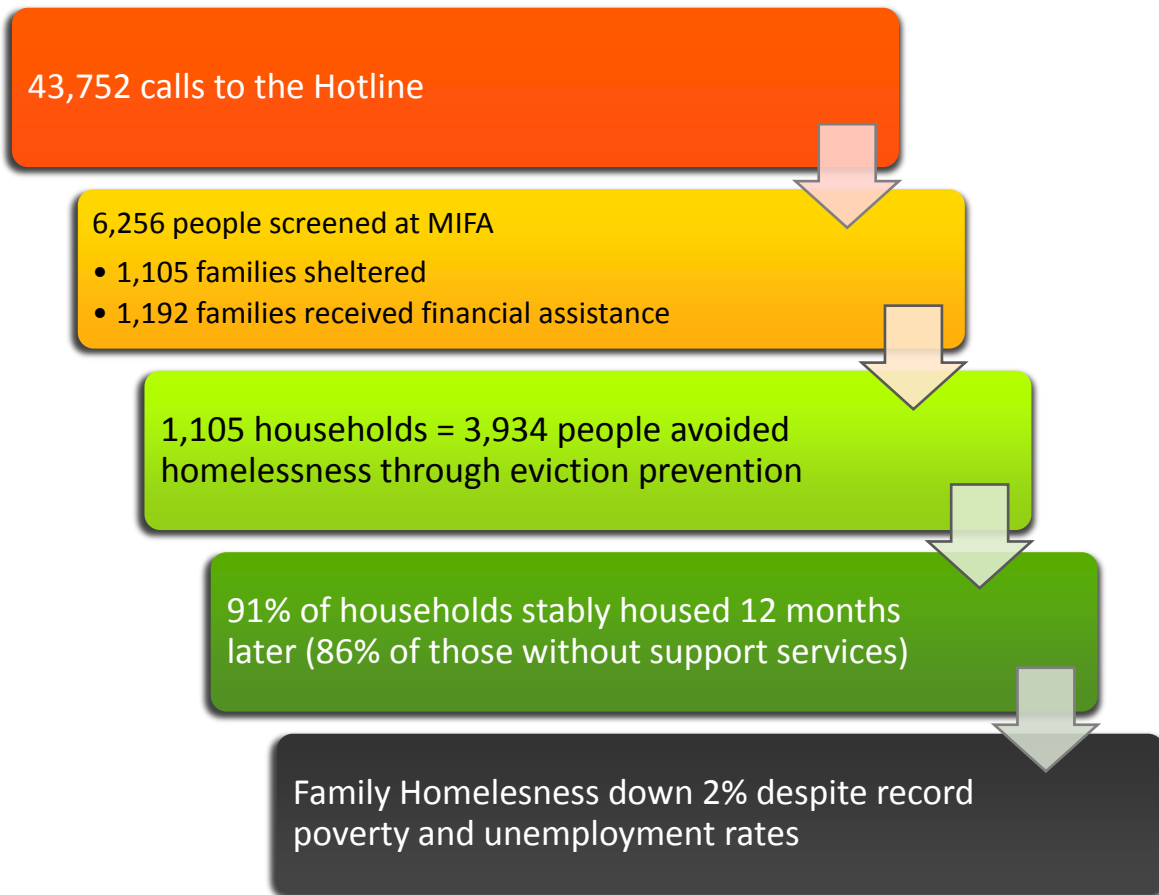 43,752 calls to the Hotline
6,256 people screened at MIFA
• 1,105 families sheltered
• 1,192 families received financial assistance
1,105 households = 3,934 people avoided
homelessness through eviction prevention
91% of households stably housed 12 months
later (86% of those without support services)
Family Homelesness down 2% despite record
poverty and unemployment rates